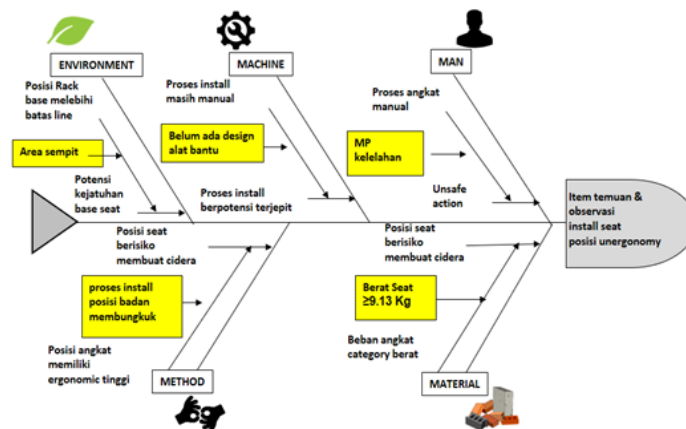 ENVIRONMENT
MACHINE
MAN
Posisi Rack
base melebihi
batas line
Area sempit
Potensi
kejatuhan
base seat
Proses install
masih manual
Belum ada design
alat bantu
Proses install
berpotensi terjepit
Proses angkat
manual
MP
kelelahan
Unsafe
action
Item temuan &
observasi
install seat
posisi unergonomy
Posisi seat
berisiko
membuat cidera
proses install
posisi badan
membungkuk
Posisi angkat
memiliki
ergonomic tinggi
METHOD
Posisi seat
berisiko
membuat cidera
Berat Seat
≥9.13 Kg
Beban angkat
category berat
MATERIAL